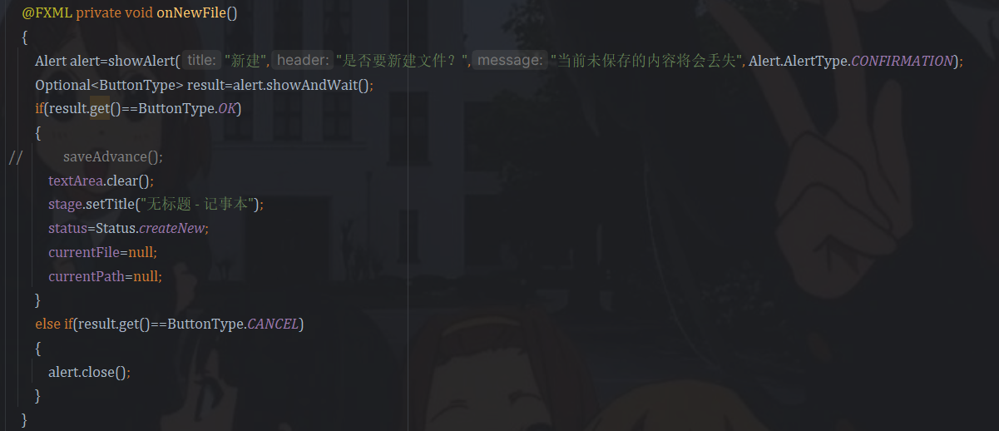 @FXML private void onNewFile()
{
Alert alert=showAlert( title: "新建", header: "是否要新建文件？", message: "当前未保存的内容将会丢失", Alert.AlertType.CONFIRMATION);
Optional<ButtonType> result=alert.showAndWait();
if(result.get()==ButtonType.OK)
{
// saveAdvance();
textArea.clear();
stage.setTitle("无标题 - 记事本");
status=Status.createNew;
currentFile=null;
currentPath=null;
}
else if(result.get()==ButtonType.CANCEL)
{
alert.close();
}
}